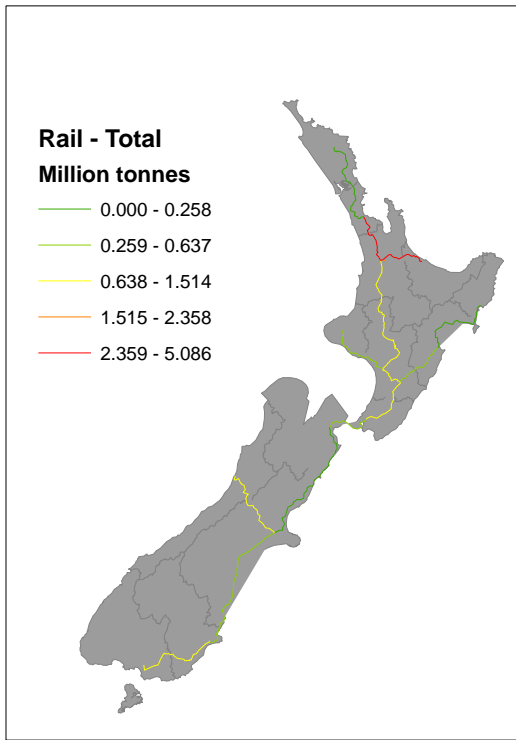 Rail - Total
Million tonnes
0.000 - 0.258
0.259 - 0.637
0.638 - 1.514
1.515 - 2.358
2.359 - 5.086